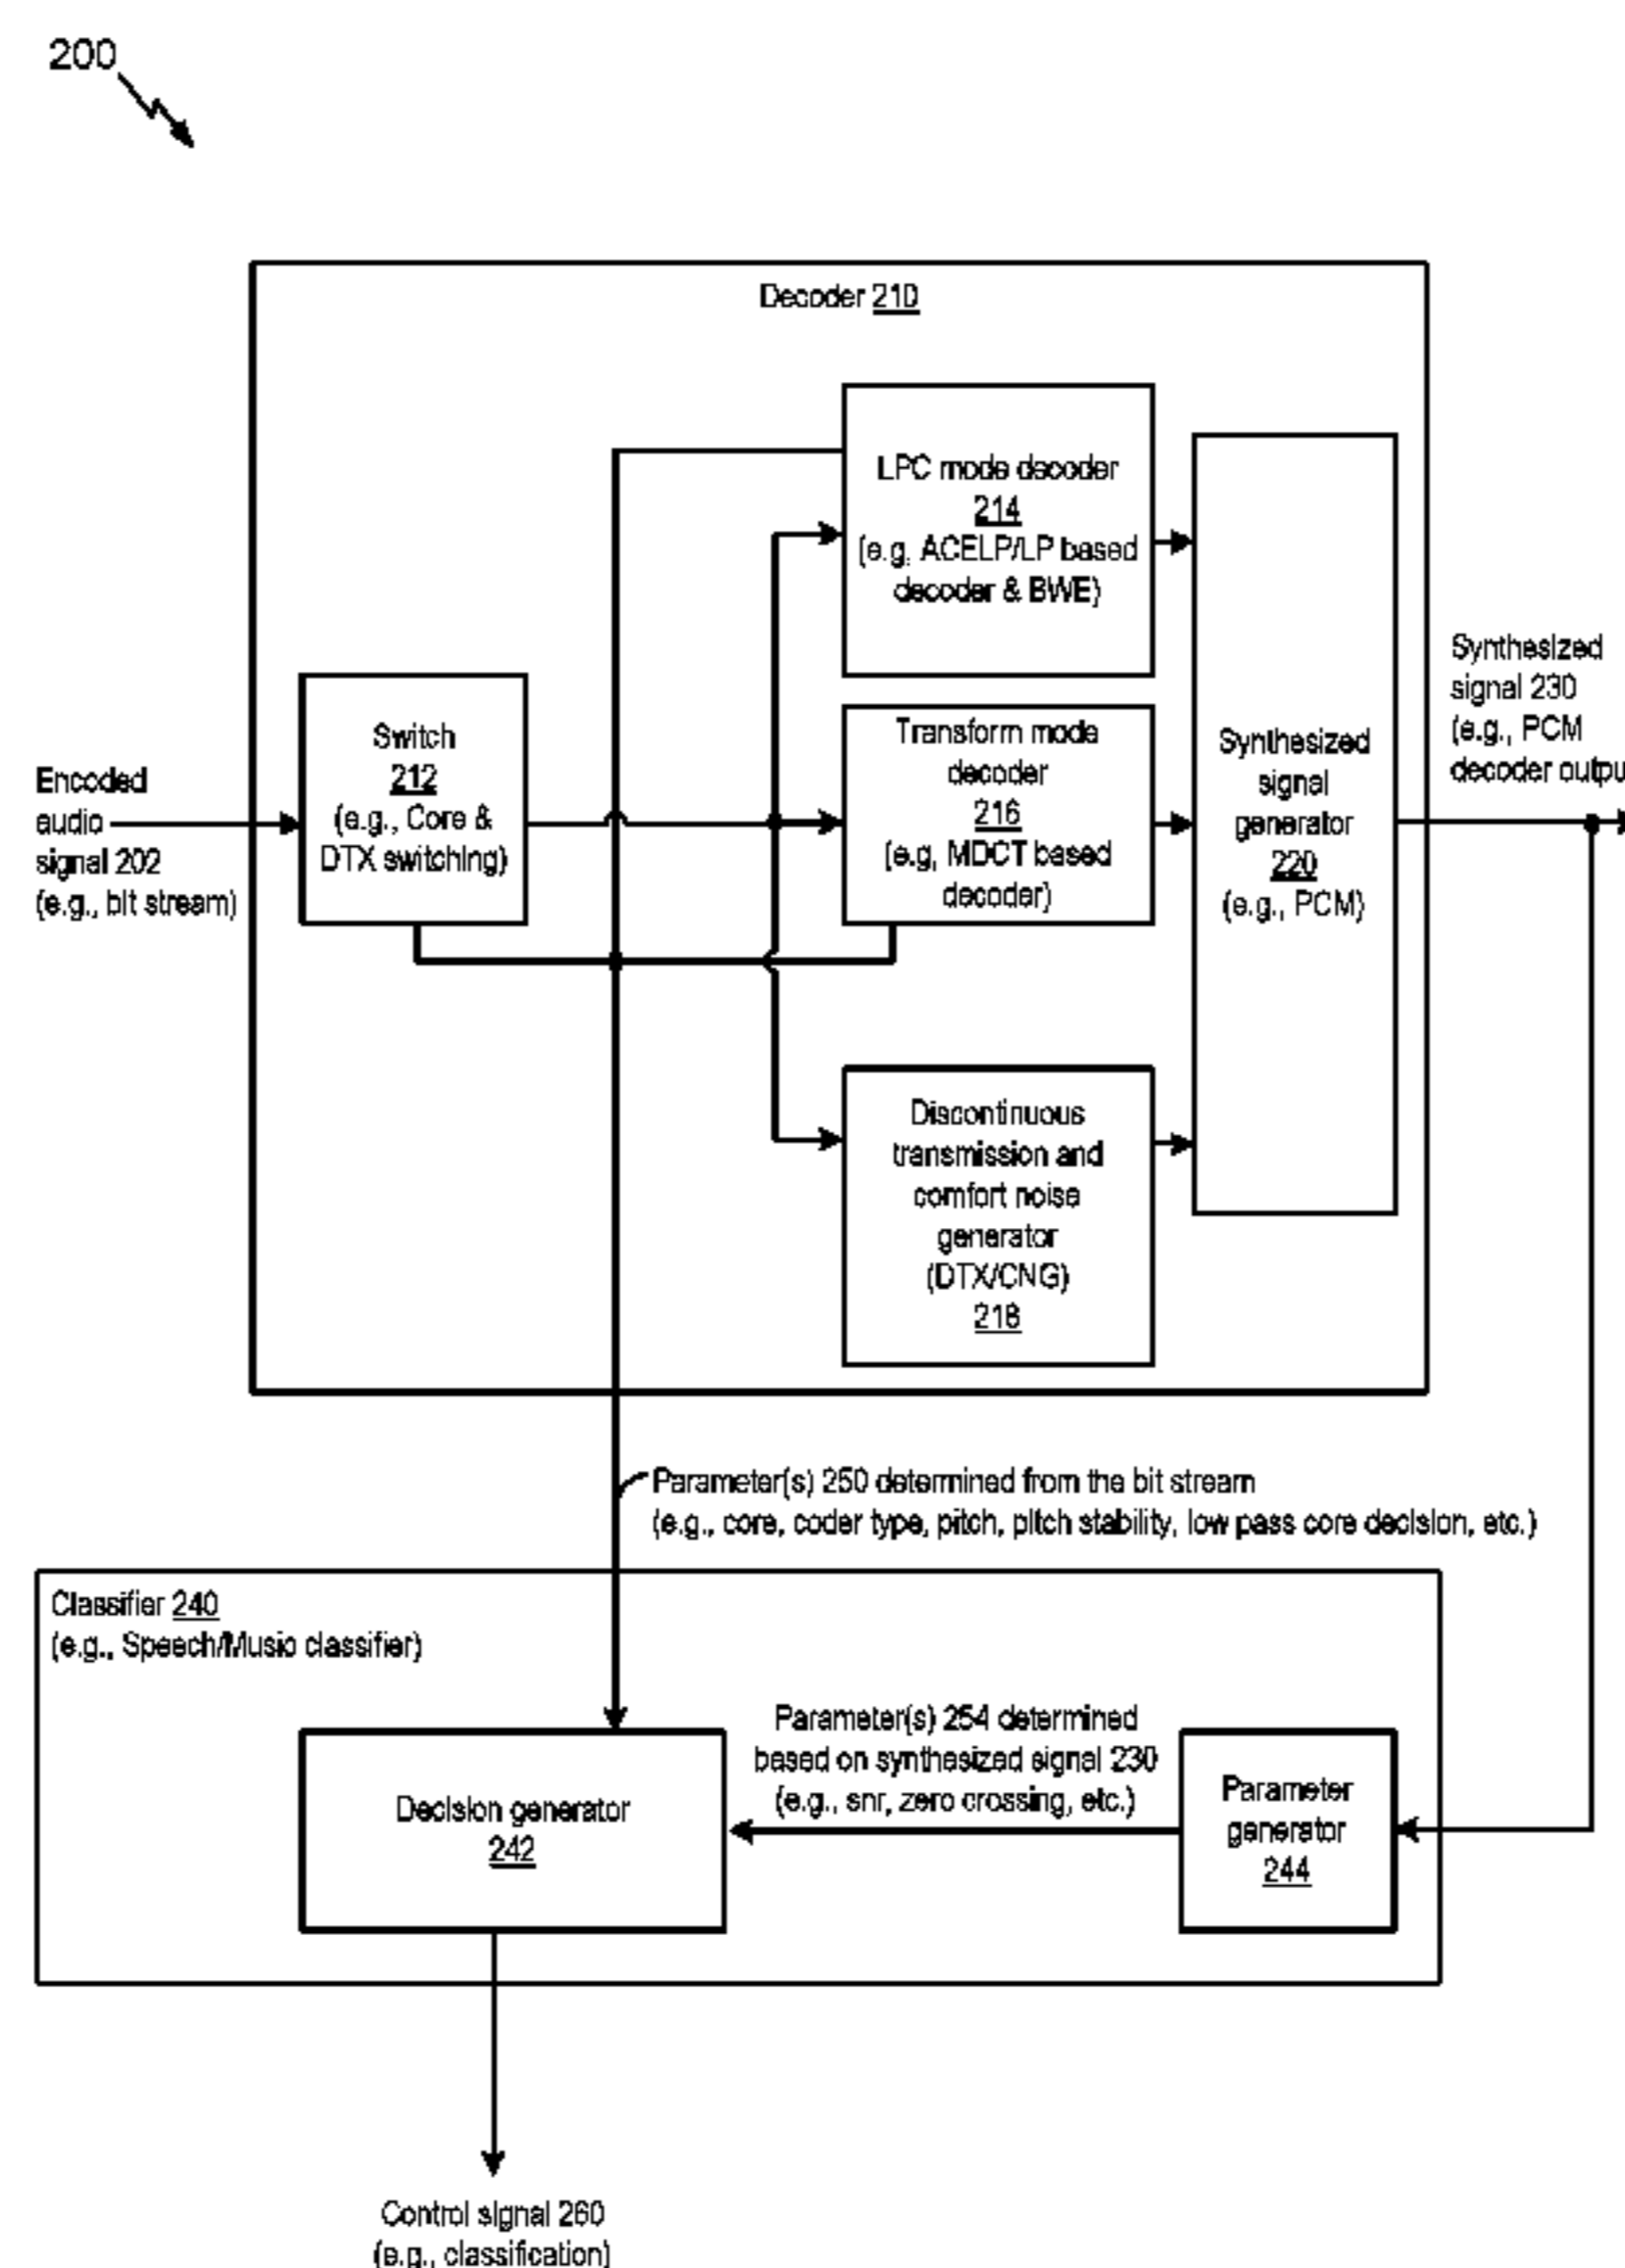 200
Decoder 210
LPC mode decoder
214
(e.g, ACELP/LP based
decoder & BWE)
Synthesized
signal 230
(e.g., PCM
decoder outpu
Switch
212
(e.g., Core &
DTX switching)
Transform mode
decoder
216
(e.g, MDCT based
decoder)
Synthesized
signal
generator
220
(e.g., PCM)
Encoded
audio
signal 202
(e.g., bit stream)
Discontinuous
transmission and
comfort noise
generator
(DTX/CNG)
218
Parameter(s) 250 determined from the bit stream
(e.g., core, coder type, pitch, pitch stability, low pass core decision, etc.)
Classifier 240
(e.g., Speech/Music classifier)
Parameter(s) 254 determined
based on synthesized signal 230
(e.g., snr, zero crossing, etc.)
Decision generator
242
Parameter
generator
244
Control signal 260
(e.g., classification)